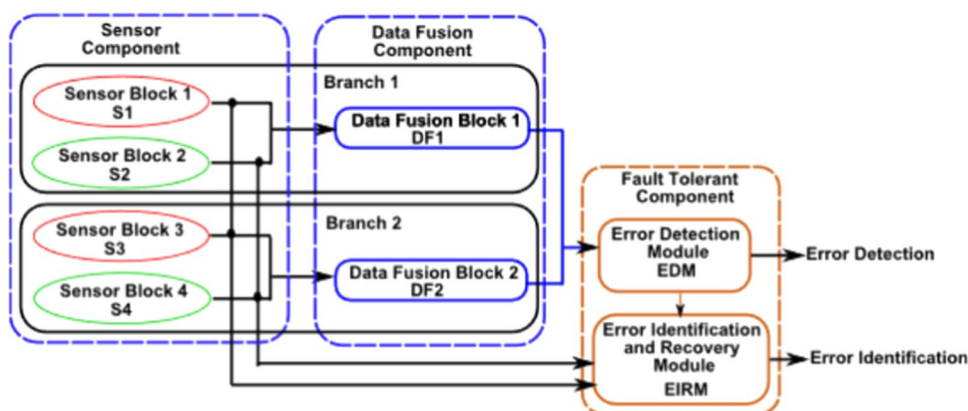 Sensor
Component
Data Fusion
Component
Branch 1
Sensor Block 1
S1
Data Fusion Block 1
DF1
Sensor Block 2
S2
Fault Tolerant
Component
Branch 2
Sensor Block 3
S3
Error Detection
Module
EDM
Error Detection
Data Fusion Block 2
DF2
Sensor Block 4
S4
Error Identification
and Recovery
Module
EIRM
Error Identification